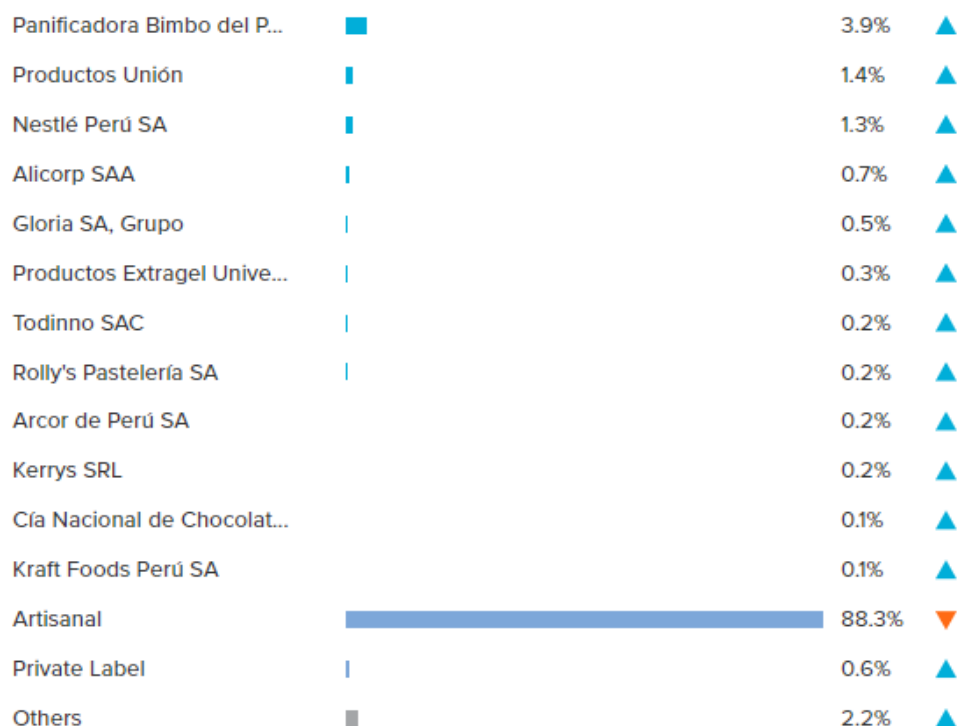 Panificadora Bimbo del P... 3.9%
Productos Unión 1.4%
Nestlé Perú SA 1.3%
Alicorp SAA 0.7%
Gloria SA, Grupo 0.5%
Productos Extragel Unive... 0.3%
Todinno SAC 0.2%
Rolly's Pastelería SA 0.2%
Arcor de Perú SA 0.2%
Kerrys SRL 0.2%
Cía Nacional de Chocolat... 0.1%
Kraft Foods Perú SA 0.1%
Artisanal 88.3%
Private Label 0.6%
Others 2.2%